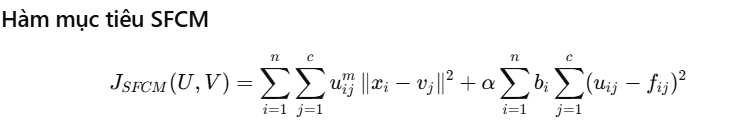 Hàm mục tiêu SFCM
J_{SFCM}(U, V) = \sum_{i=1}^{n} \sum_{j=1}^{c} u_{ij}^{m} \|x_i - v_j\|^2 + \alpha \sum_{i=1}^{n} b_i \sum_{j=1}^{c} (u_{ij} - f_{ij})^2